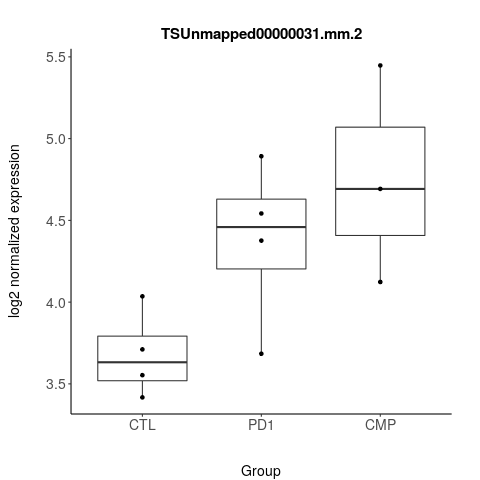 TSUnmapped00000031.mm.2
log2 normalized expression
5.5
5.0
4.5
4.0
3.5
CTL
PD1
CMP
Group